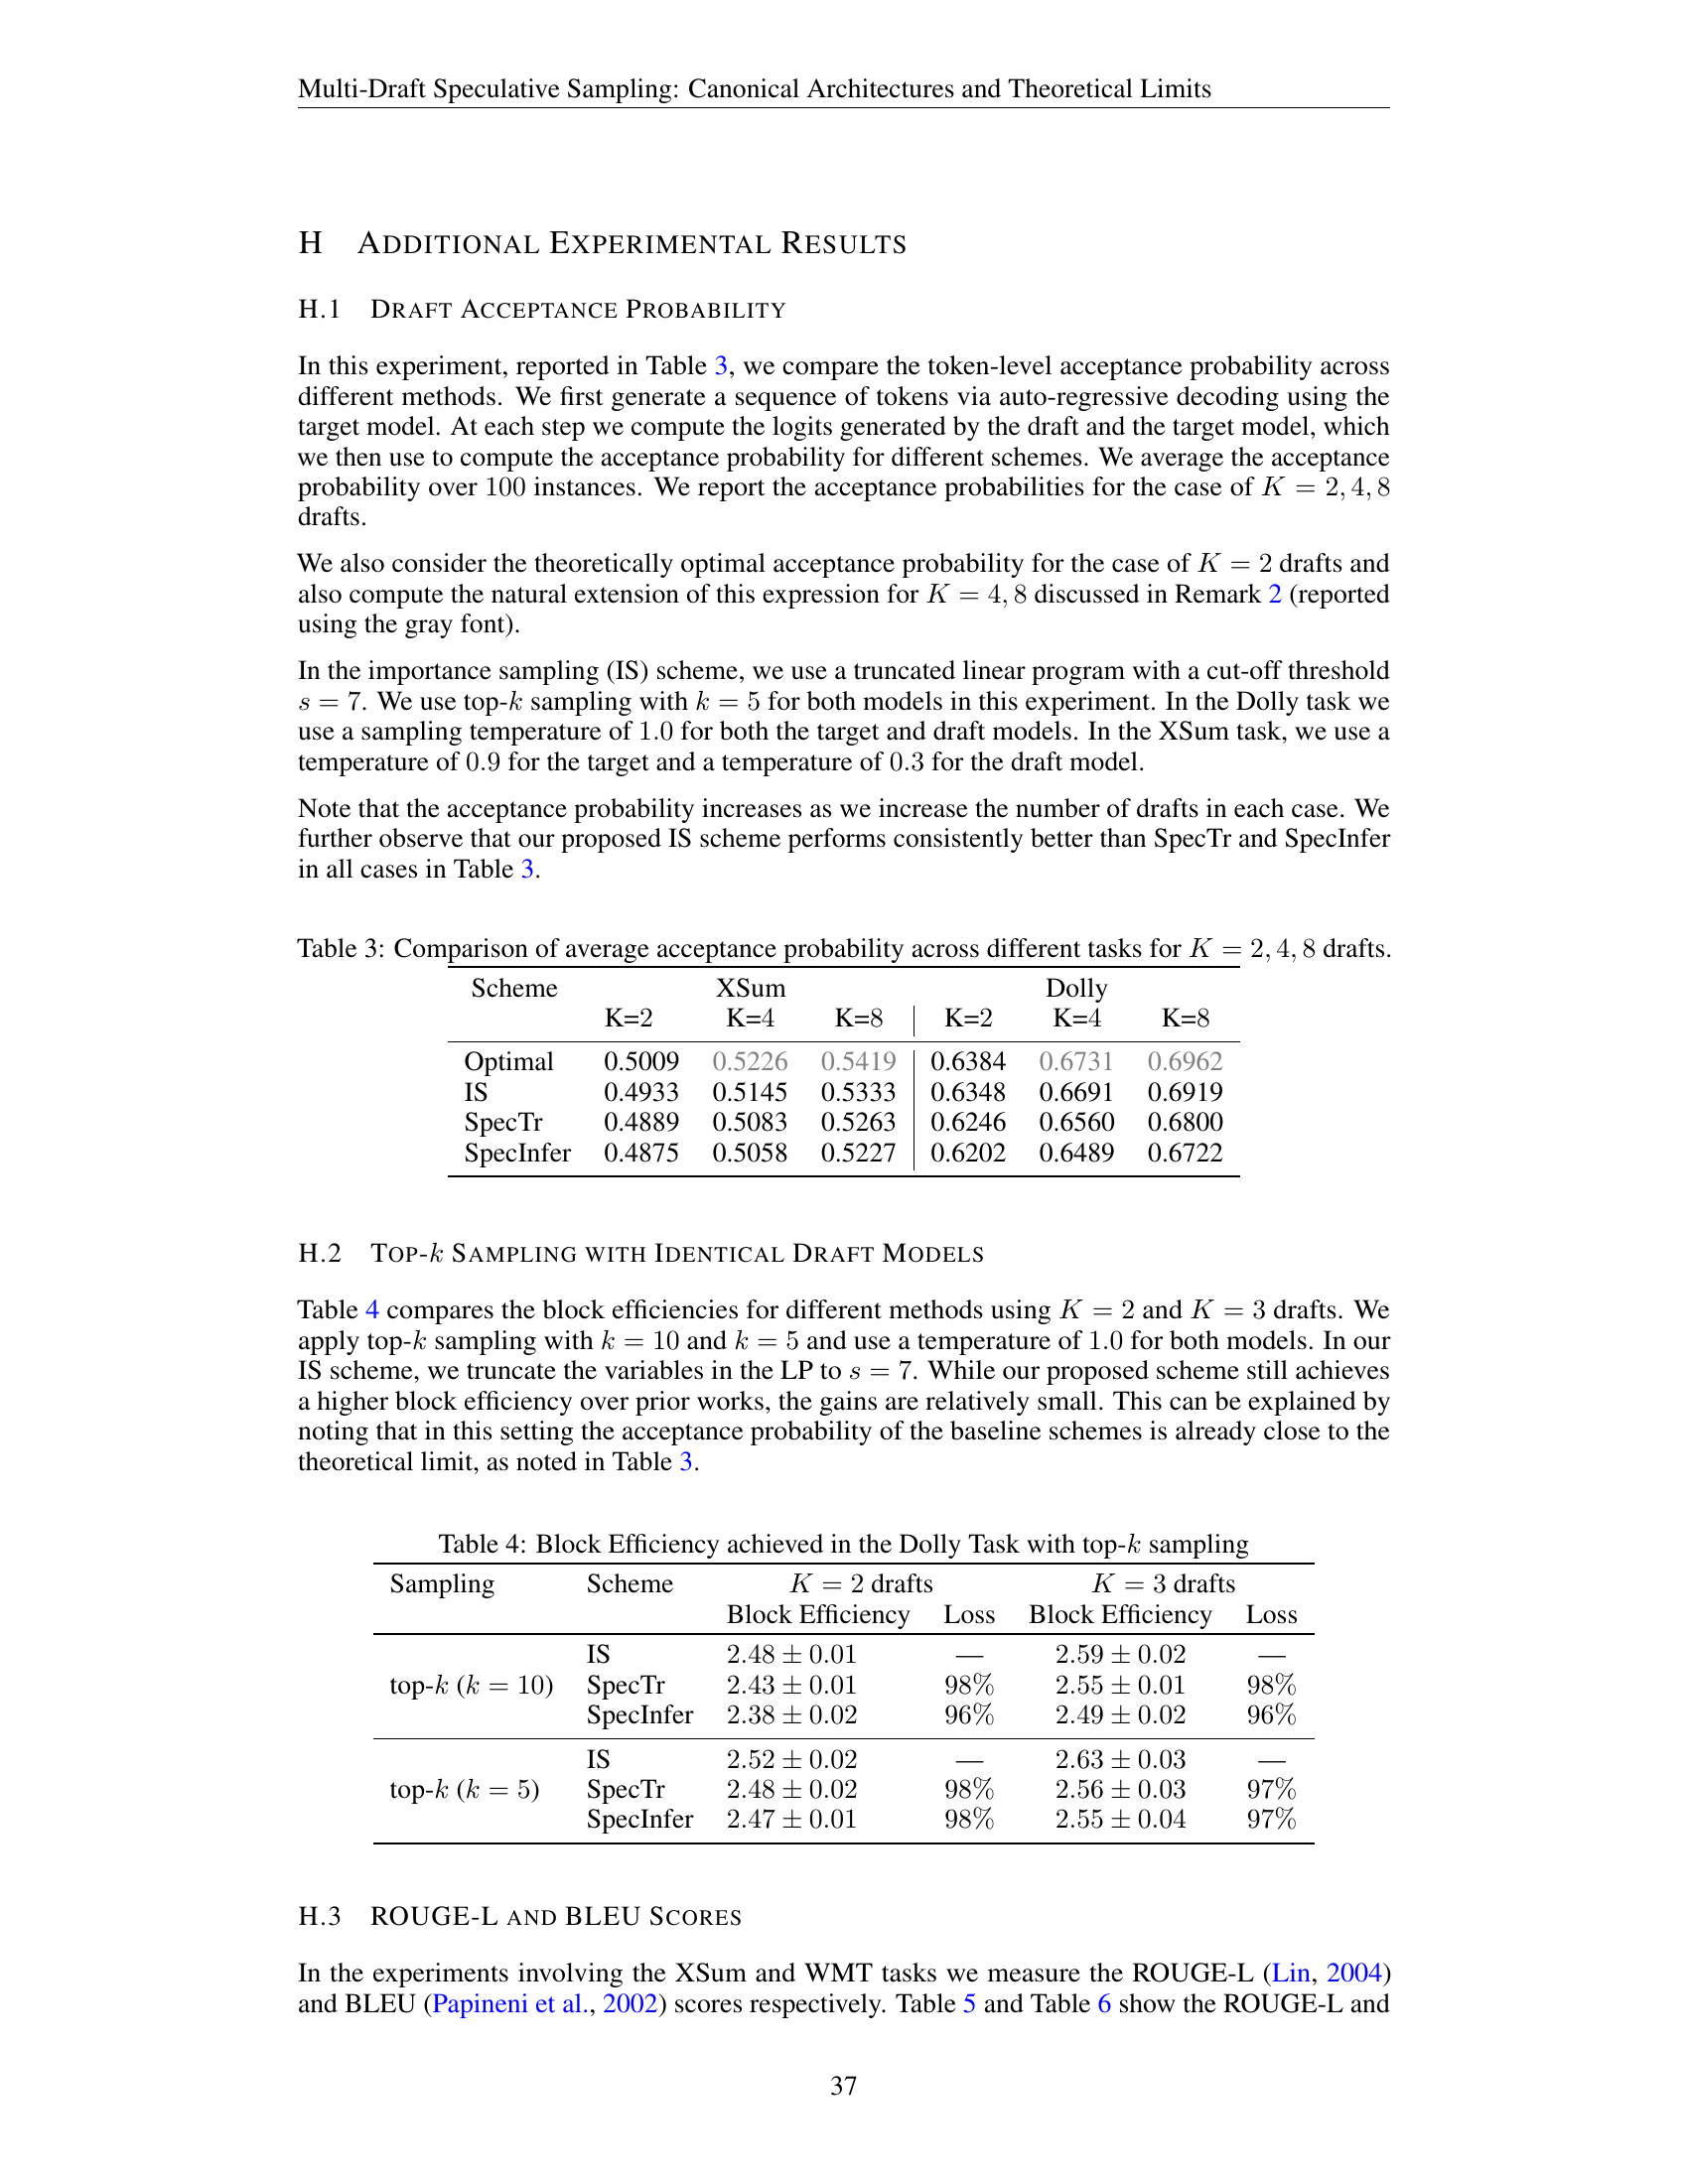 Multi-Draft Speculative Sampling: Canonical Architectures and Theoretical Limits
H ADDITIONAL EXPERIMENTAL RESULTS
H.1 DRAFT ACCEPTANCE PROBABILITY
In this experiment, reported in Table 3, we compare the token-level acceptance probability across
different methods. We first generate a sequence of tokens via auto-regressive decoding using the
target model. At each step we compute the logits generated by the draft and the target model, which
we then use to compute the acceptance probability for different schemes. We average the acceptance
probability over 100 instances. We report the acceptance probabilities for the case of K = 2, 4, 8
drafts.
We also consider the theoretically optimal acceptance probability for the case of K = 2 drafts and
also compute the natural extension of this expression for K = 4, 8 discussed in Remark 2 (reported
using the gray font).
In the importance sampling (IS) scheme, we use a truncated linear program with a cut-off threshold
s = 7. We use top-k sampling with k = 5 for both models in this experiment. In the Dolly task we
use a sampling temperature of 1.0 for both the target and draft models. In the XSum task, we use a
temperature of 0.9 for the target and a temperature of 0.3 for the draft model.
Note that the acceptance probability increases as we increase the number of drafts in each case. We
further observe that our proposed IS scheme performs consistently better than SpecTr and SpecInfer
in all cases in Table 3.
Table 3: Comparison of average acceptance probability across different tasks for K = 2, 4, 8 drafts.
Scheme XSum Dolly
K=2 K=4 K=8 K=2 K=4 K=8
Optimal 0.5009 0.5226 0.5419 0.6384 0.6731 0.6962
IS 0.4933 0.5145 0.5333 0.6348 0.6691 0.6919
SpecTr 0.4889 0.5083 0.5263 0.6246 0.6560 0.6800
SpecInfer 0.4875 0.5058 0.5227 0.6202 0.6489 0.6722
H.2 TOP-k SAMPLING WITH IDENTICAL DRAFT MODELS
Table 4 compares the block efficiencies for different methods using K = 2 and K = 3 drafts. We
apply top-k sampling with k = 10 and k = 5 and use a temperature of 1.0 for both models. In our
IS scheme, we truncate the variables in the LP to s = 7. While our proposed scheme still achieves
a higher block efficiency over prior works, the gains are relatively small. This can be explained by
noting that in this setting the acceptance probability of the baseline schemes is already close to the
theoretical limit, as noted in Table 3.
Table 4: Block Efficiency achieved in the Dolly Task with top-k sampling
Sampling Scheme K = 2 drafts K = 3 drafts
Block Efficiency Loss Block Efficiency Loss
IS 2.48 ± 0.01 — 2.59 ± 0.02 —
top-k (k = 10) SpecTr 2.43 ± 0.01 98% 2.55 ± 0.01 98%
SpecInfer 2.38 ± 0.02 96% 2.49 ± 0.02 96%
IS 2.52 ± 0.02 — 2.63 ± 0.03 —
top-k (k = 5) SpecTr 2.48 ± 0.02 98% 2.56 ± 0.03 97%
SpecInfer 2.47 ± 0.01 98% 2.55 ± 0.04 97%
H.3 ROUGE-L AND BLEU SCORES
In the experiments involving the XSum and WMT tasks we measure the ROUGE-L (Lin, 2004)
and BLEU (Papineni et al., 2002) scores respectively. Table 5 and Table 6 show the ROUGE-L and
37